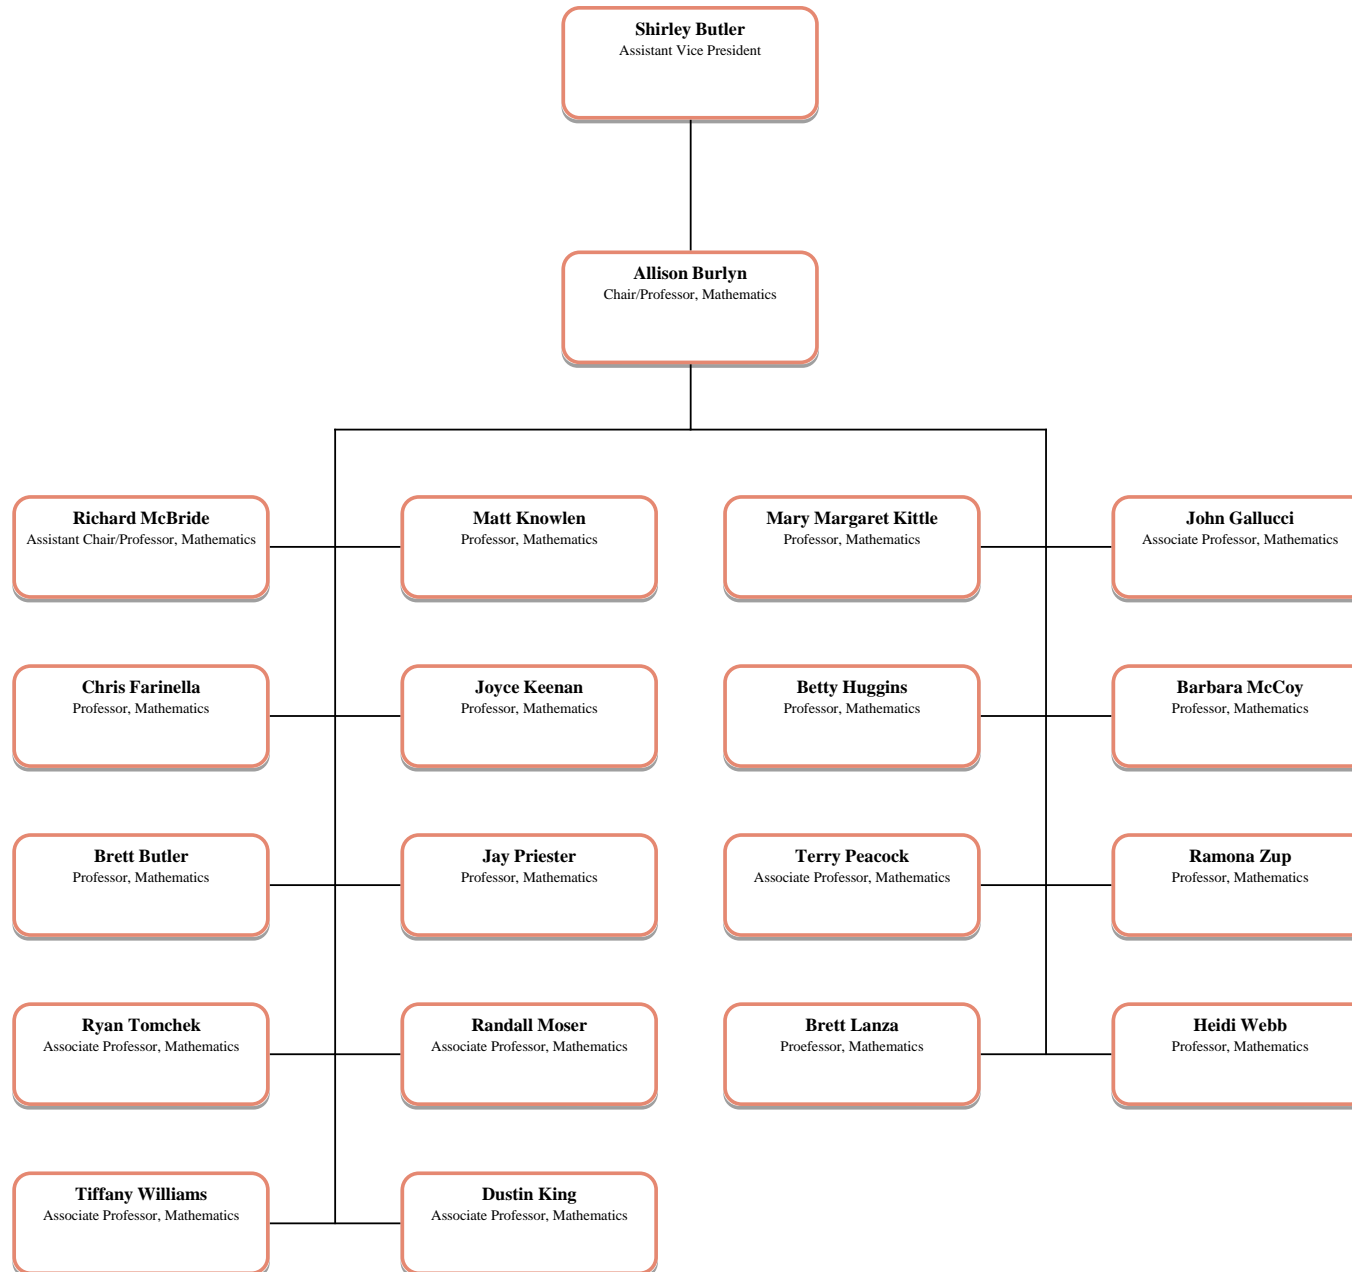 Shirley Butler
Assistant Vice President
Allison Burlyn
Chair/Professor, Mathematics
Richard McBride
Assistant Chair/Professor, Mathematics
Matt Knowlen
Professor, Mathematics
Mary Margaret Kittle
Professor, Mathematics
John Gallucci
Associate Professor, Mathematics
Chris Farinella
Professor, Mathematics
Joyce Keenan
Professor, Mathematics
Betty Huggins
Professor, Mathematics
Barbara McCoy
Professor, Mathematics
Brett Butler
Professor, Mathematics
Jay Priester
Professor, Mathematics
Terry Peacock
Associate Professor, Mathematics
Ramona Zup
Professor, Mathematics
Ryan Tomchek
Associate Professor, Mathematics
Randall Moser
Associate Professor, Mathematics
Brett Lanza
Proefessor, Mathematics
Heidi Webb
Professor, Mathematics
Tiffany Williams
Associate Professor, Mathematics
Dustin King
Associate Professor, Mathematics